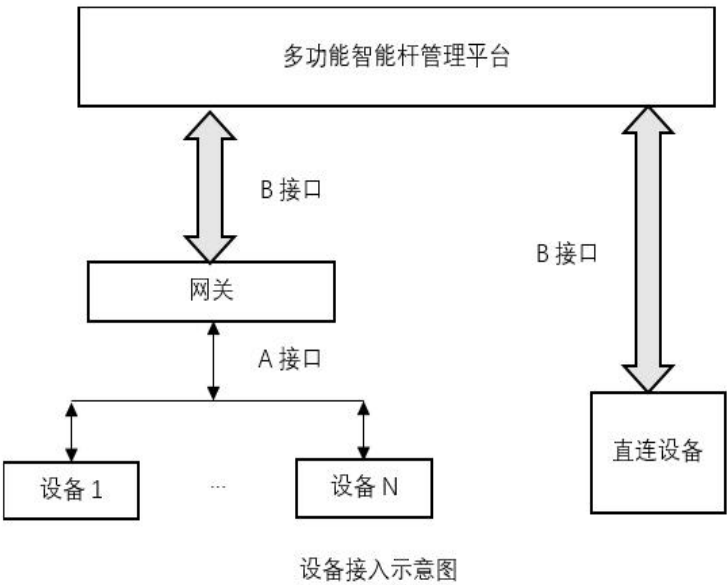 多功能智能杆管理平台
B 接口
B 接口
网关
A 接口
直连设备
设备 1
...
设备 N
设备接入示意图